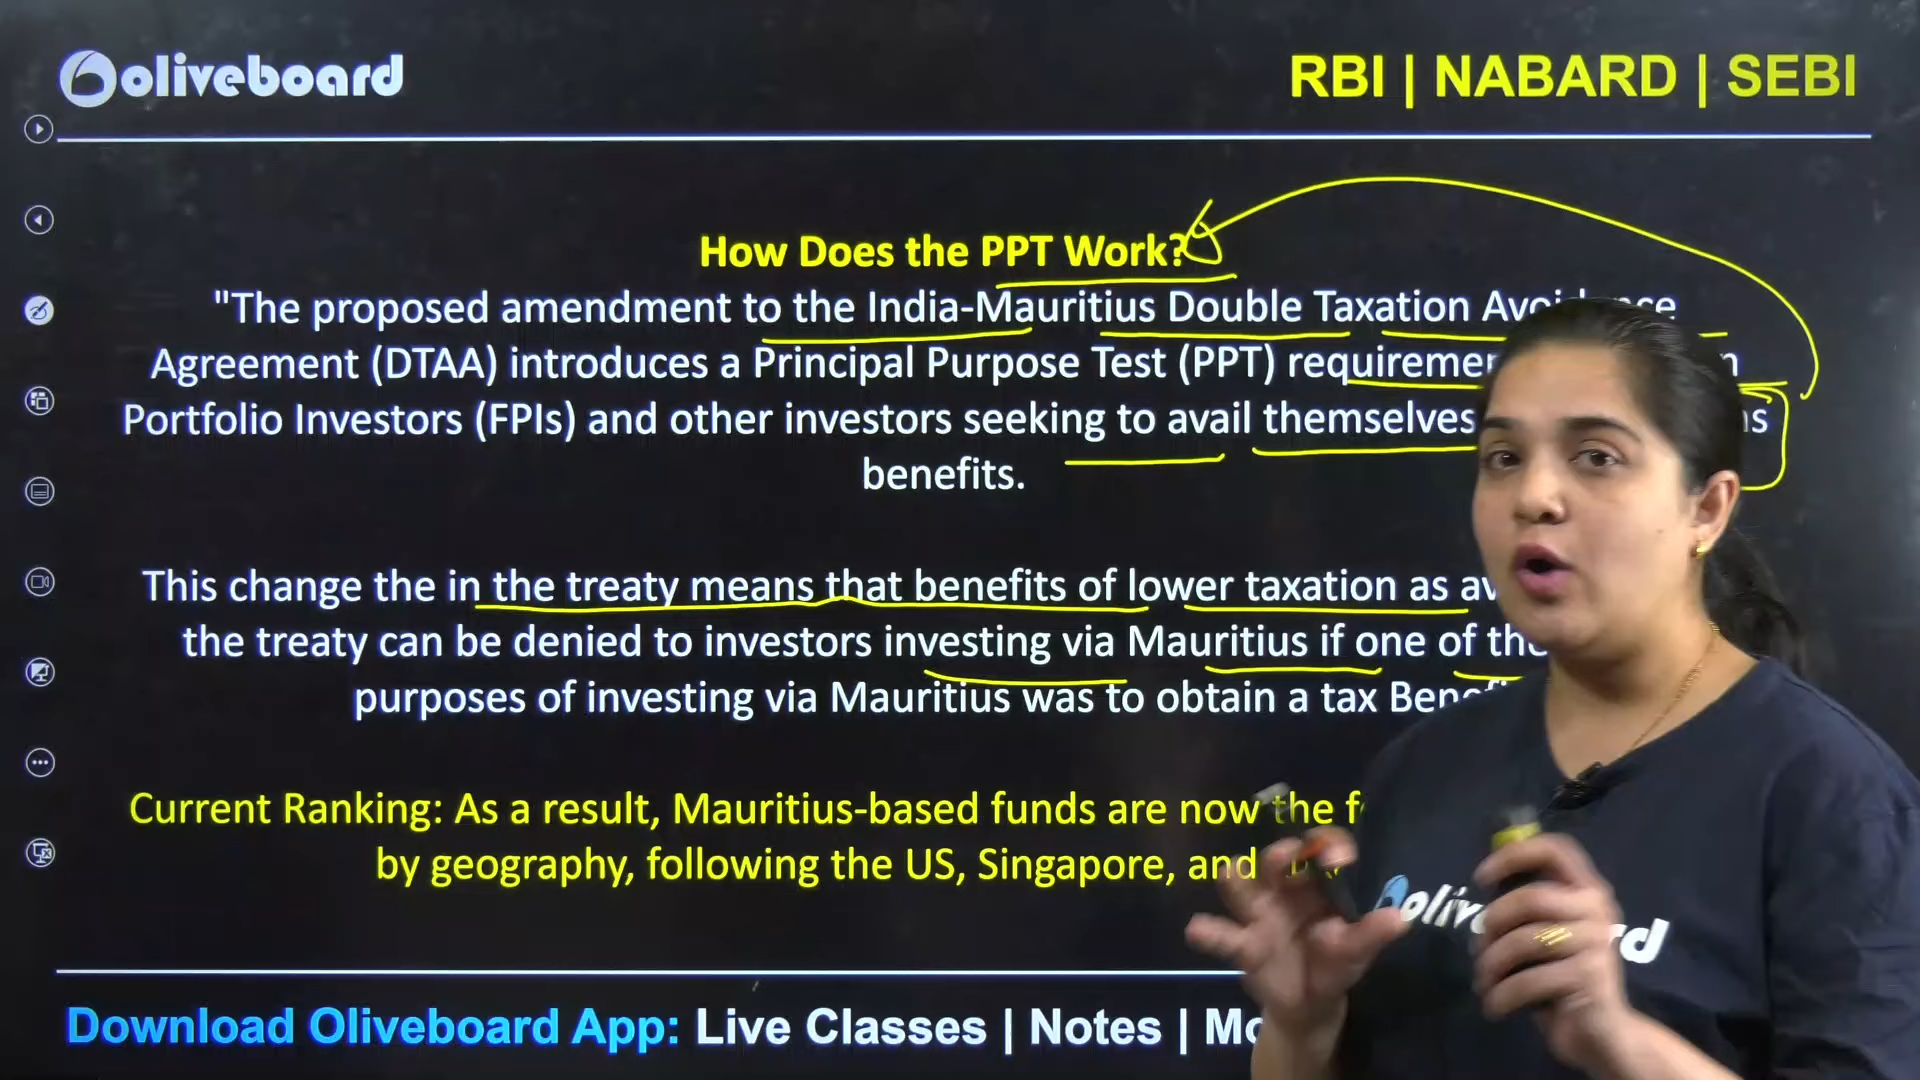 oliveboard
RBI | NABARD | SEBI
How Does the PPT Work?
"The proposed amendment to the India-Mauritius Double Taxation
Agreement (DTAA) introduces a Principal Purpose Test (PPT)
Portfolio Investors (FPIs) and other investors seeking to avail themselves
benefits.
This change the in the treaty means that benefits of lower taxation as
the treaty can be denied to investors investing via Mauritius if one of
purposes of investing via Mauritius was to obtain a tax
Current Ranking: As a result, Mauritius-based funds are now the
by geography, following the US, Singapore, and
Download Oliveboard App: Live Classes | Notes |